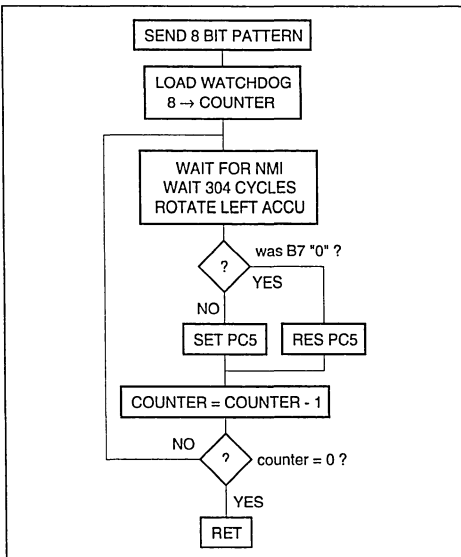 SEND 8 BIT PATTERN
LOAD WATCHDOG
8 → COUNTER
WAIT FOR NMI
WAIT 304 CYCLES
ROTATE LEFT ACCU
was B7 "0" ?
?
YES
NO
SET PC5
RES PC5
COUNTER = COUNTER - 1
NO
?
counter = 0 ?
YES
RET